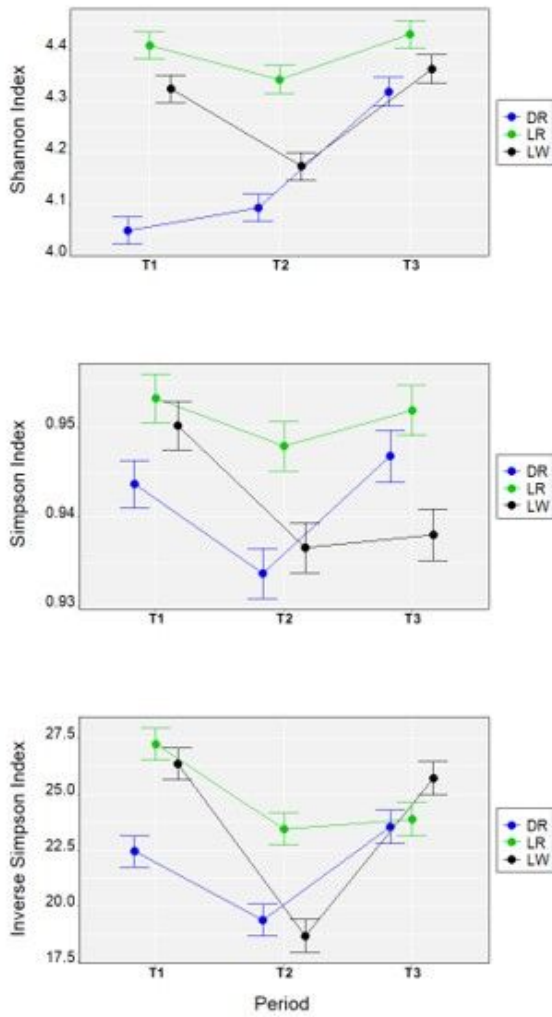 Shannon Index
4.4
4.3
4.2
4.1
4.0
T1 T2 T3
DR
LR
LW
Simpson Index
0.95
0.94
0.93
T1 T2 T3
DR
LR
LW
Inverse Simpson Index
27.5
25.0
22.5
20.0
17.5
T1 T2 T3
DR
LR
LW
Period